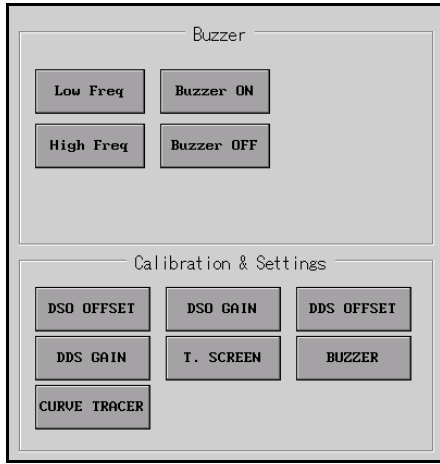 Buzzer
Low Freq
Buzzer ON
High Freq
Buzzer OFF
Calibration & Settings
DSO OFFSET
DSO GAIN
DDS OFFSET
DDS GAIN
T. SCREEN
BUZZER
CURVE TRACER